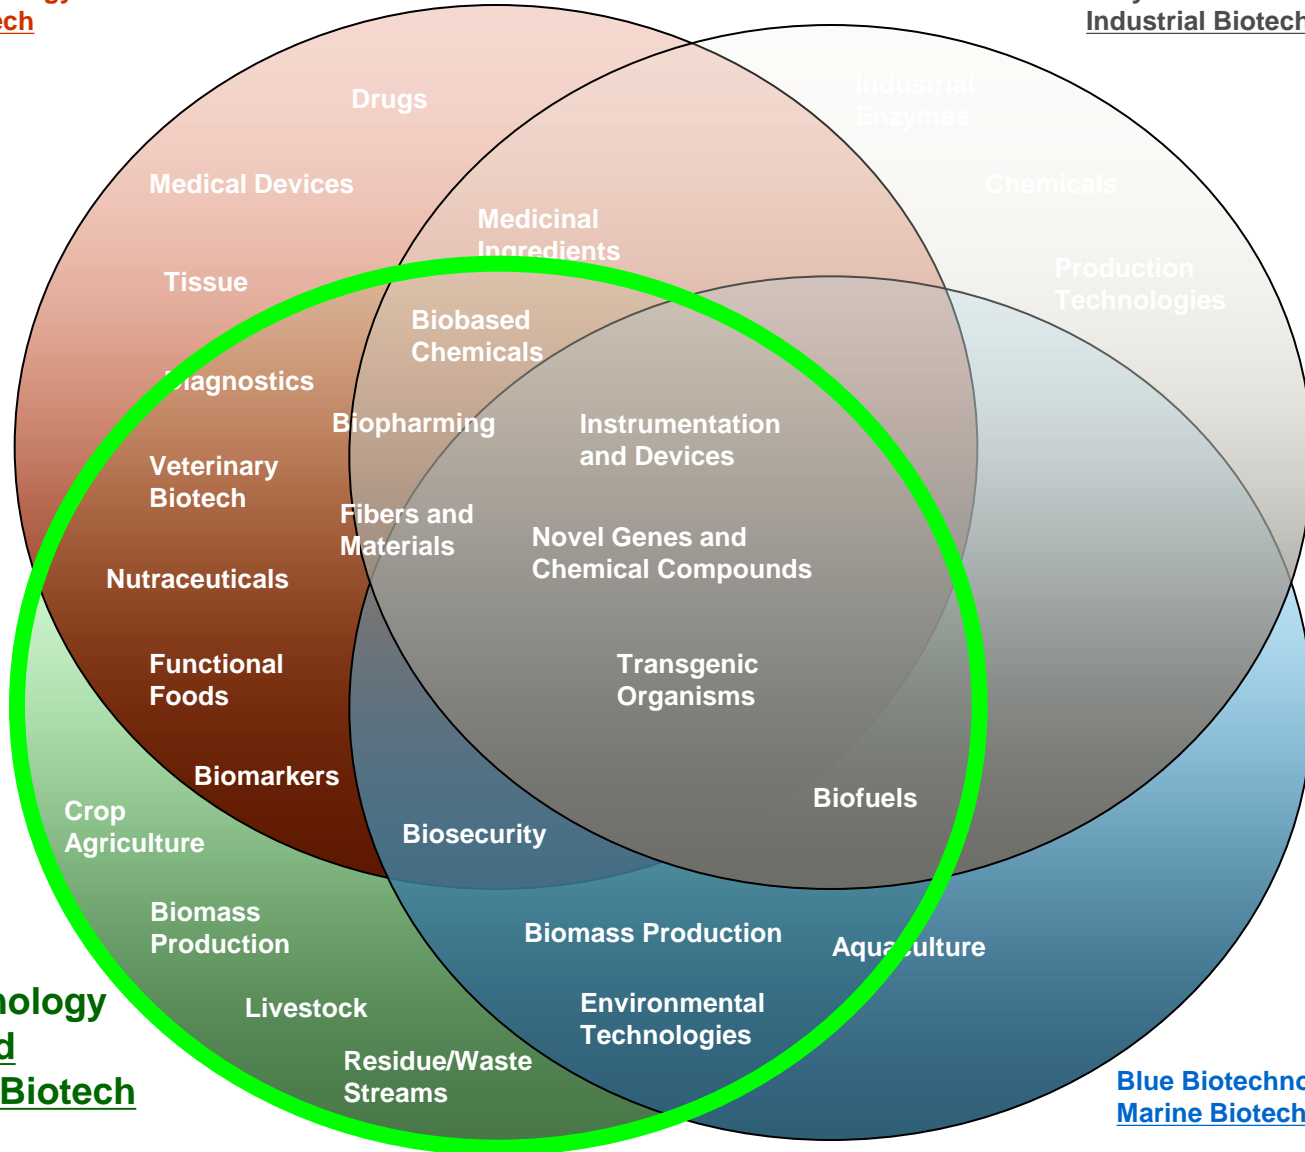 Industrial Biotech
Drugs
Industrial
Enzymes
Medical Devices
Chemicals
Medicinal
Ingredients
Tissue
Production
Technologies
Biobased
Chemicals
Diagnostics
Biopharming
Instrumentation
and Devices
Veterinary
Biotech
Fibers and
Materials
Novel Genes and
Chemical Compounds
Nutraceuticals
Functional
Foods
Transgenic
Organisms
Biomarkers
Biofuels
Crop
Agriculture
Biosecurity
Biomass
Production
Biomass Production
Aquaculture
Livestock
Environmental
Technologies
Residue/Waste
Streams
nology
d
Biotech
Blue Biotechno
Marine Biotech
ech